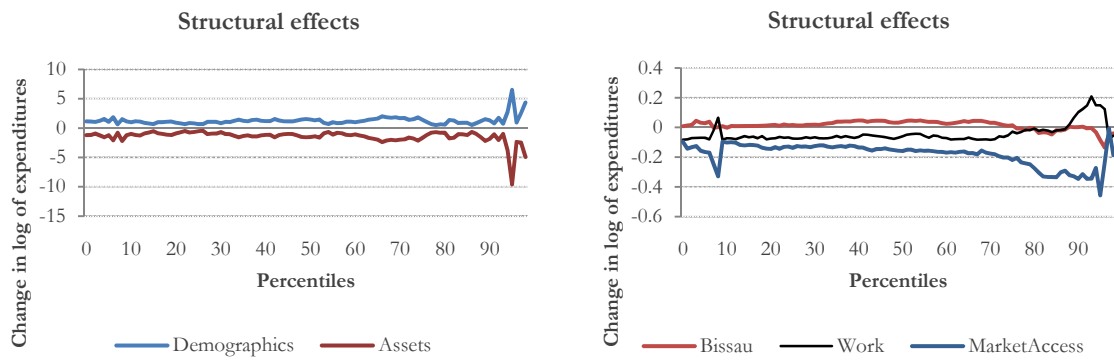 Structural effects
Change in log of expenditures
10
5
0
-5
-10
-15
0 10 20 30 40 50 60 70 80 90
Percentiles
Demographics Assets
Structural effects
Change in log of expenditures
0.4
0.2
0
-0.2
-0.4
-0.6
0 10 20 30 40 50 60 70 80 90
Percentiles
Bissau Work MarketAccess